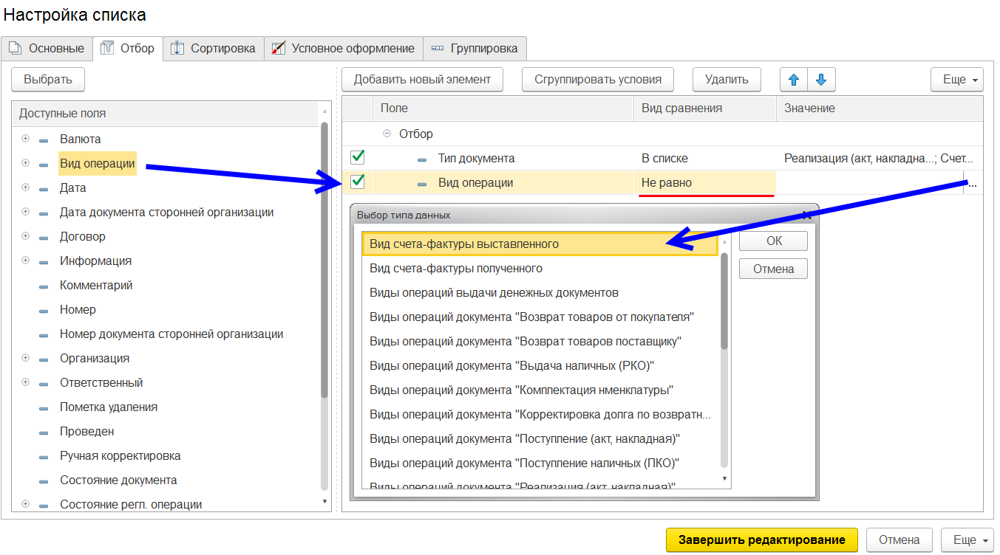 Настройка списка
Основные Отбор Сортировка Условное оформление Группировка
Выбрать
Доступные поля
Валюта
Вид операции
Дата
Дата документа сторонней организации
Договор
Информация
Комментарий
Номер
Номер документа сторонней организации
Организация
Ответственный
Пометка удаления
Проведен
Ручная корректировка
Состояние документа
Состояние регл. операции
Добавить новый элемент Сгруппировать условия Удалить Еще
Поле Вид сравнения Значение
Отбор
Тип документа В списке Реализация (акт, накладна...; Счет...
Вид операции Не равно ...
Выбор типа данных
Вид счета-фактуры выставленного
Вид счета-фактуры полученного
Виды операций выдачи денежных документов
Виды операций документа "Возврат товаров от покупателя"
Виды операций документа "Возврат товаров поставщику"
Виды операций документа "Выдача наличных (РКО)"
Виды операций документа "Комплектация нменклатуры"
Виды операций документа "Корректировка долга по возвратн...
Виды операций документа "Поступление (акт, накладная)"
Виды операций документа "Поступление наличных (ПКО)"
Виды операций документа "Реализация (акт, накладная)"
ОК
Отмена
Завершить редактирование Отмена Еще